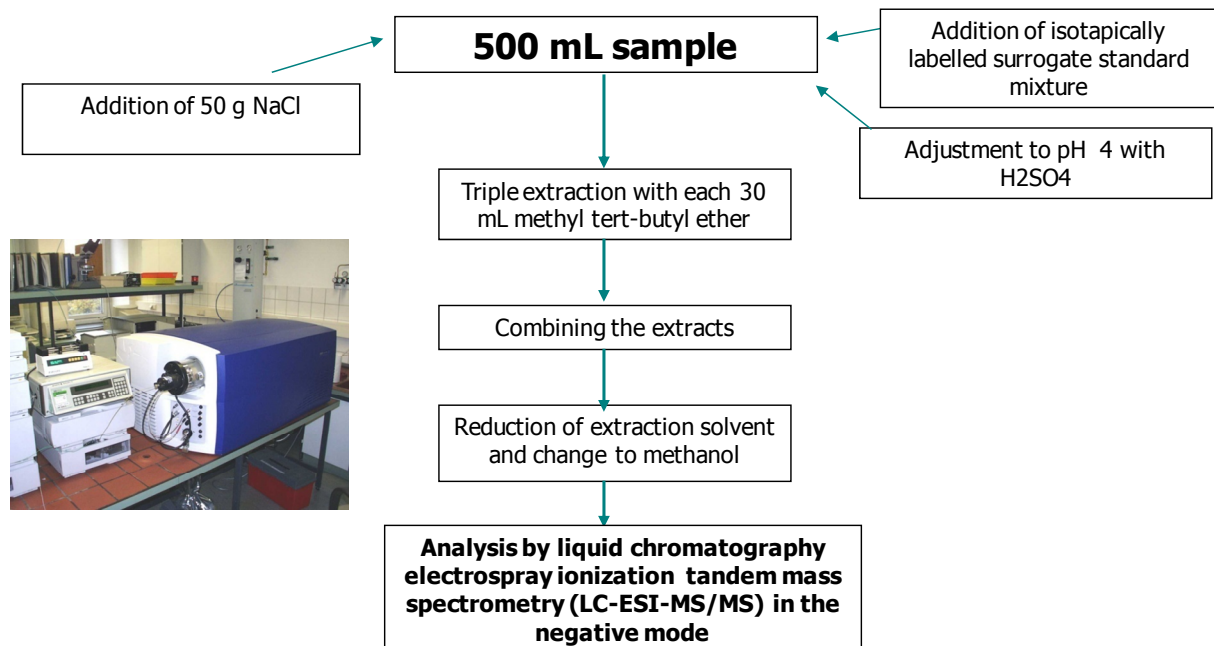 500 mL sample
Addition of isotapically
labelled surrogate standard
mixture
Addition of 50 g NaCl
Adjustment to pH 4 with
H2SO4
Triple extraction with each 30
mL methyl tert-butyl ether
Combining the extracts
Reduction of extraction solvent
and change to methanol
Analysis by liquid chromatography
electrospray ionization tandem mass
spectrometry (LC-ESI-MS/MS) in the
negative mode